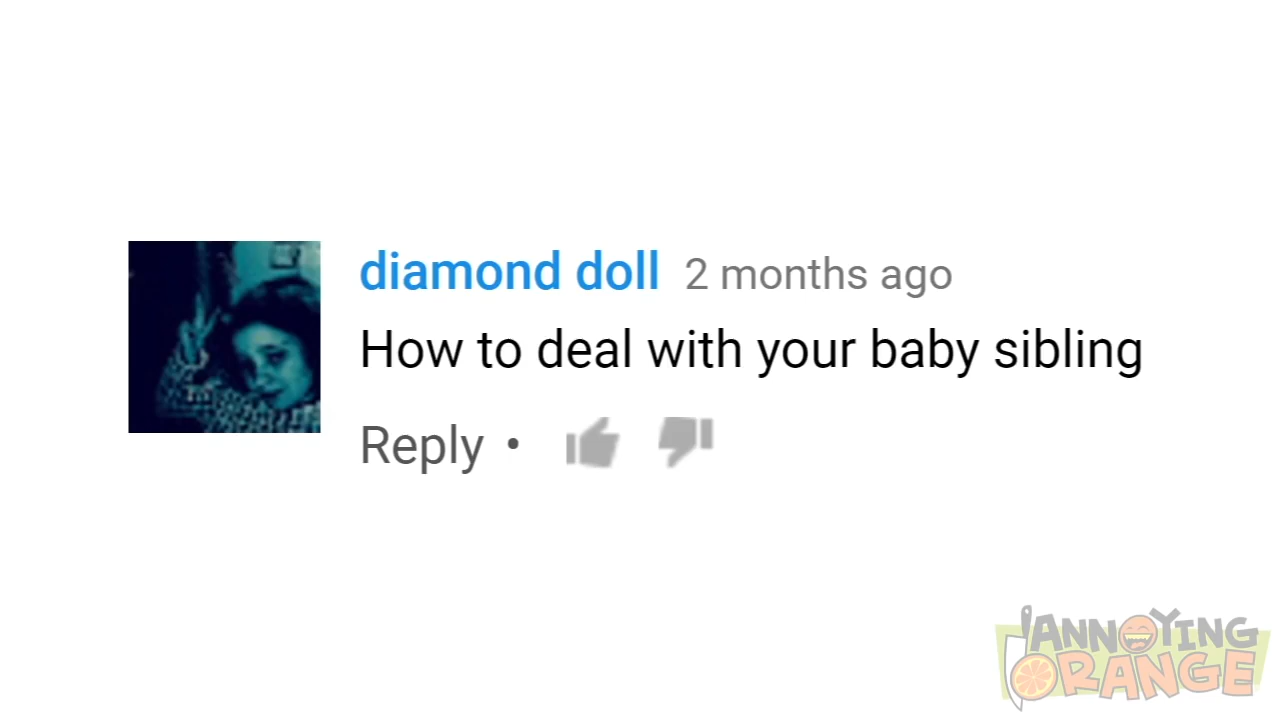 diamond doll 2 months ago
How to deal with your baby sibling
Reply •
ANNOYING
ORANGE